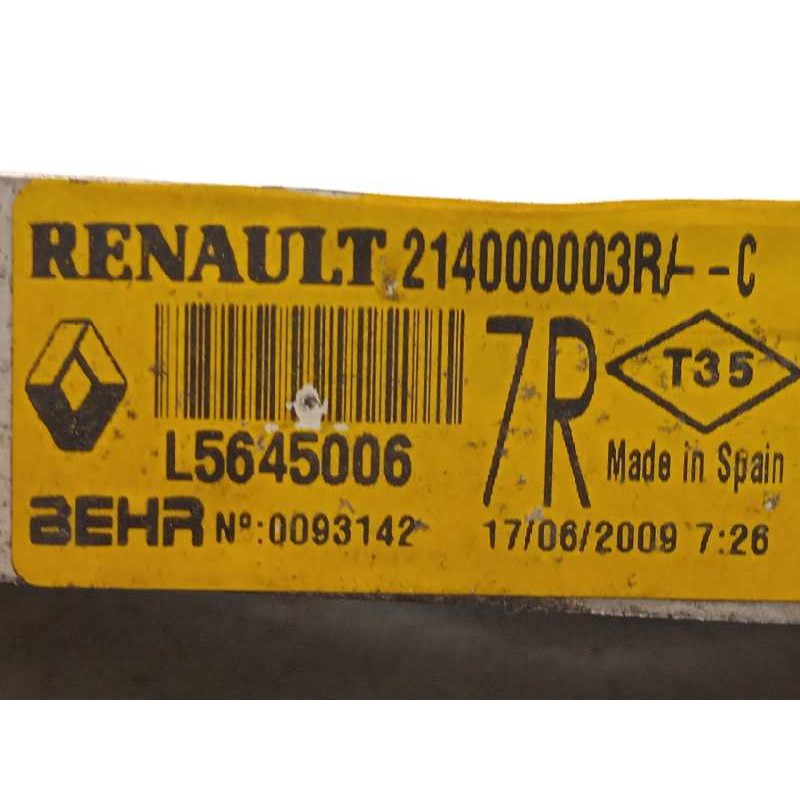 RENAULT 214000003R/--C
7R
T35
L5645006
Made in Spain
BEHR Nº:0093142
17/06/2009 7:26